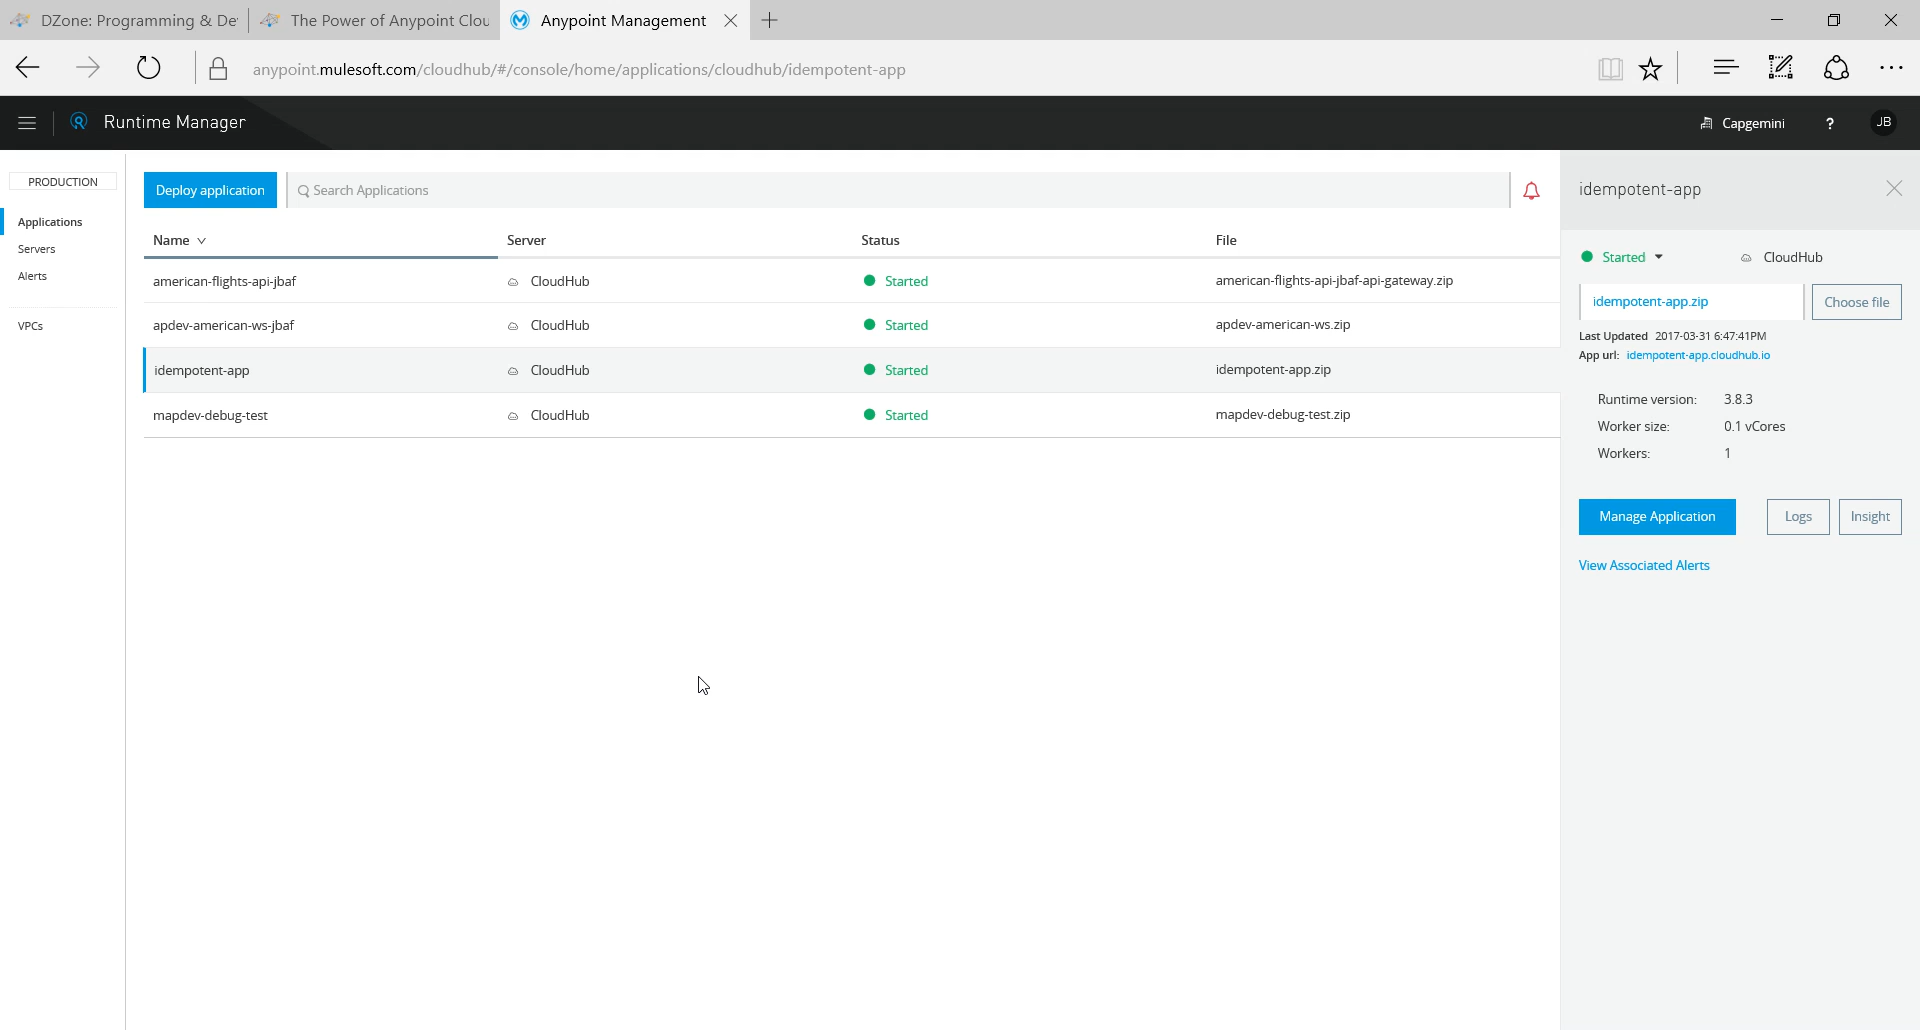 DZone: Programming & De
The Power of Anypoint Clou
Anypoint Management
anypoint.mulesoft.com/cloudhub/#/console/home/applications/cloudhub/idempotent-app
Runtime Manager
Capgemini
?
JB
PRODUCTION
Applications
Servers
Alerts
VPCs
Deploy application
Search Applications
Name Server Status File
american-flights-api-jbaf CloudHub Started american-flights-api-jbaf-api-gateway.zip
apdev-american-ws-jbaf CloudHub Started apdev-american-ws.zip
idempotent-app CloudHub Started idempotent-app.zip
mapdev-debug-test CloudHub Started mapdev-debug-test.zip
idempotent-app
Started CloudHub
idempotent-app.zip Choose file
Last Updated 2017-03-31 6:47:41PM
App url: idempotent-app.cloudhub.io
Runtime version: 3.8.3
Worker size: 0.1 vCores
Workers: 1
Manage Application Logs Insight
View Associated Alerts